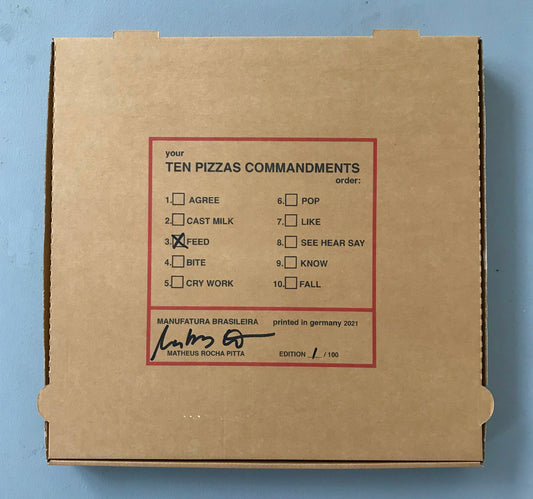 your
TEN PIZZAS COMMANDMENTS
order:
1. AGREE
2. CAST MILK
3. FEED
4. BITE
5. CRY WORK
6. POP
7. LIKE
8. SEE HEAR SAY
9. KNOW
10. FALL
MANUFATURA BRASILEIRA printed in germany 2021
MATHEUS ROCHA PITTA EDITION 1 / 100